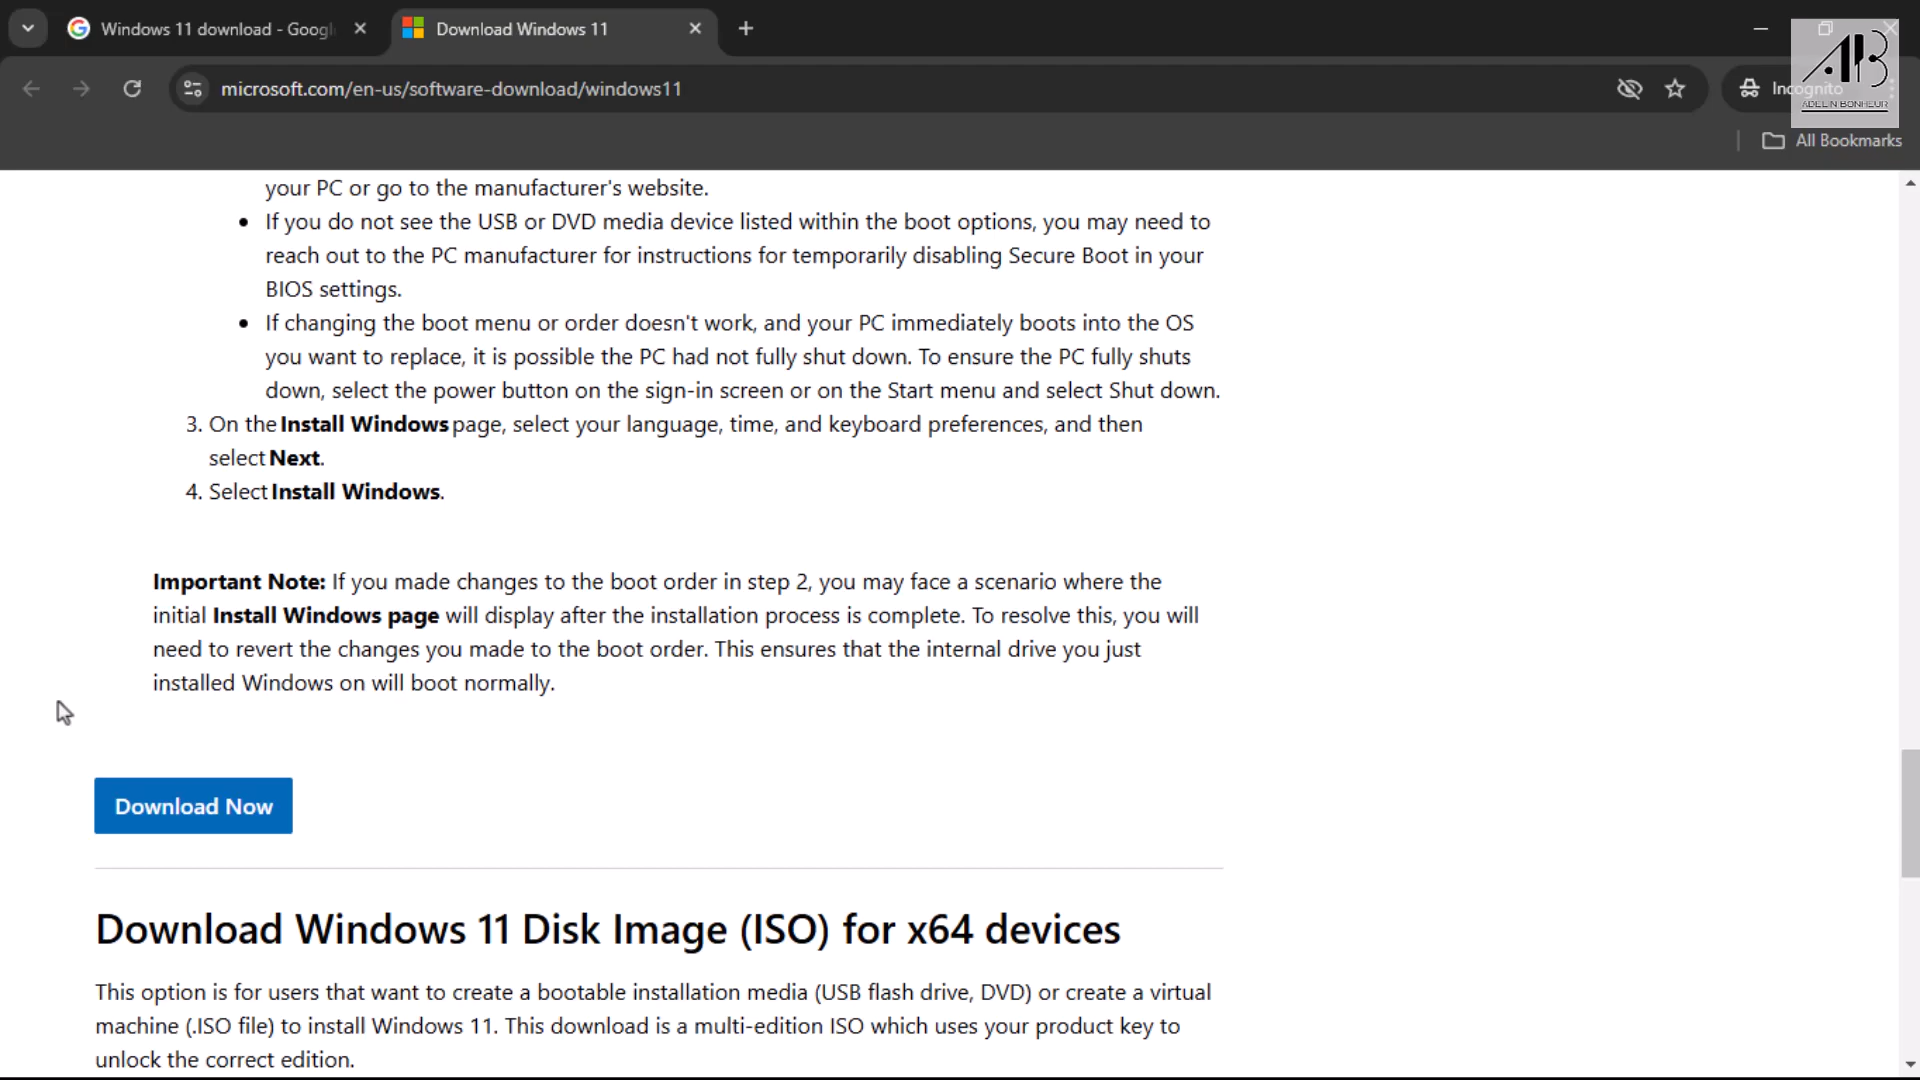 Windows 11 download - Googl
Download Windows 11
microsoft.com/en-us/software-download/windows11
Incognito
All Bookmarks
ADELIN BONHEUR
your PC or go to the manufacturer's website.
• If you do not see the USB or DVD media device listed within the boot options, you may need to
reach out to the PC manufacturer for instructions for temporarily disabling Secure Boot in your
BIOS settings.
• If changing the boot menu or order doesn't work, and your PC immediately boots into the OS
you want to replace, it is possible the PC had not fully shut down. To ensure the PC fully shuts
down, select the power button on the sign-in screen or on the Start menu and select Shut down.
3. On the Install Windows page, select your language, time, and keyboard preferences, and then
select Next.
4. Select Install Windows.
Important Note: If you made changes to the boot order in step 2, you may face a scenario where the
initial Install Windows page will display after the installation process is complete. To resolve this, you will
need to revert the changes you made to the boot order. This ensures that the internal drive you just
installed Windows on will boot normally.
Download Now
Download Windows 11 Disk Image (ISO) for x64 devices
This option is for users that want to create a bootable installation media (USB flash drive, DVD) or create a virtual
machine (.ISO file) to install Windows 11. This download is a multi-edition ISO which uses your product key to
unlock the correct edition.